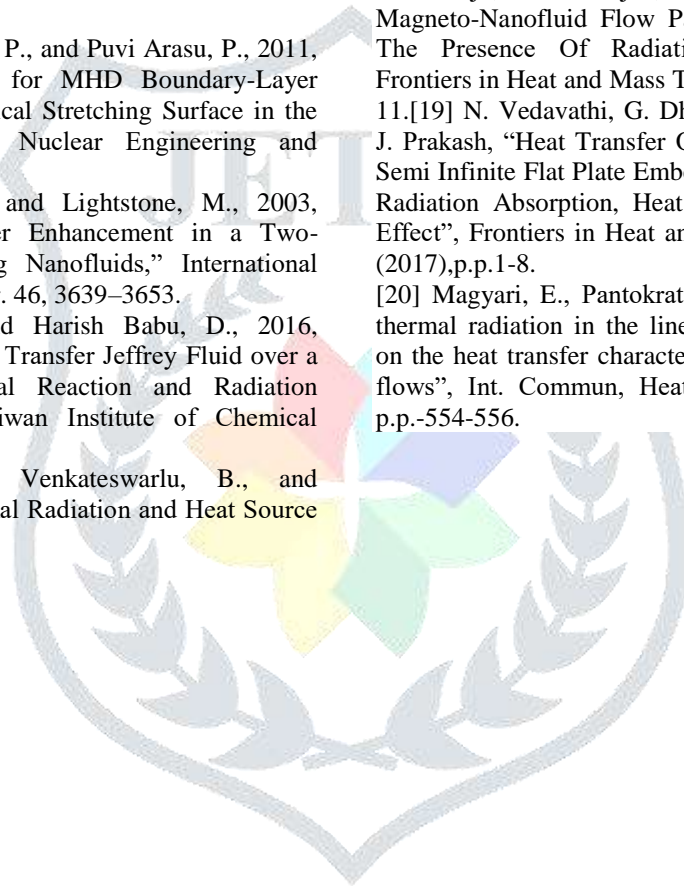 P., and Puvi Arasu, P., 2011,
for MHD Boundary-Layer
ical Stretching Surface in the
Nuclear Engineering and
and Lightstone, M., 2003,
er Enhancement in a Two-
g Nanofluids,” International
r. 46, 3639–3653.
d Harish Babu, D., 2016,
Transfer Jeffrey Fluid over a
al Reaction and Radiation
iwan Institute of Chemical
Venkateswarlu, B., and
al Radiation and Heat Source
Magneto-Nanofluid Flow Pa
The Presence Of Radiati
Frontiers in Heat and Mass T
11.[19] N. Vedavathi, G. Dh
J. Prakash, “Heat Transfer O
Semi Infinite Flat Plate Embe
Radiation Absorption, Heat
Effect”, Frontiers in Heat an
(2017),p.p.1-8.
[20] Magyari, E., Pantokrat
thermal radiation in the line
on the heat transfer characte
flows”, Int. Commun, Heat
p.p.-554-556.
JET